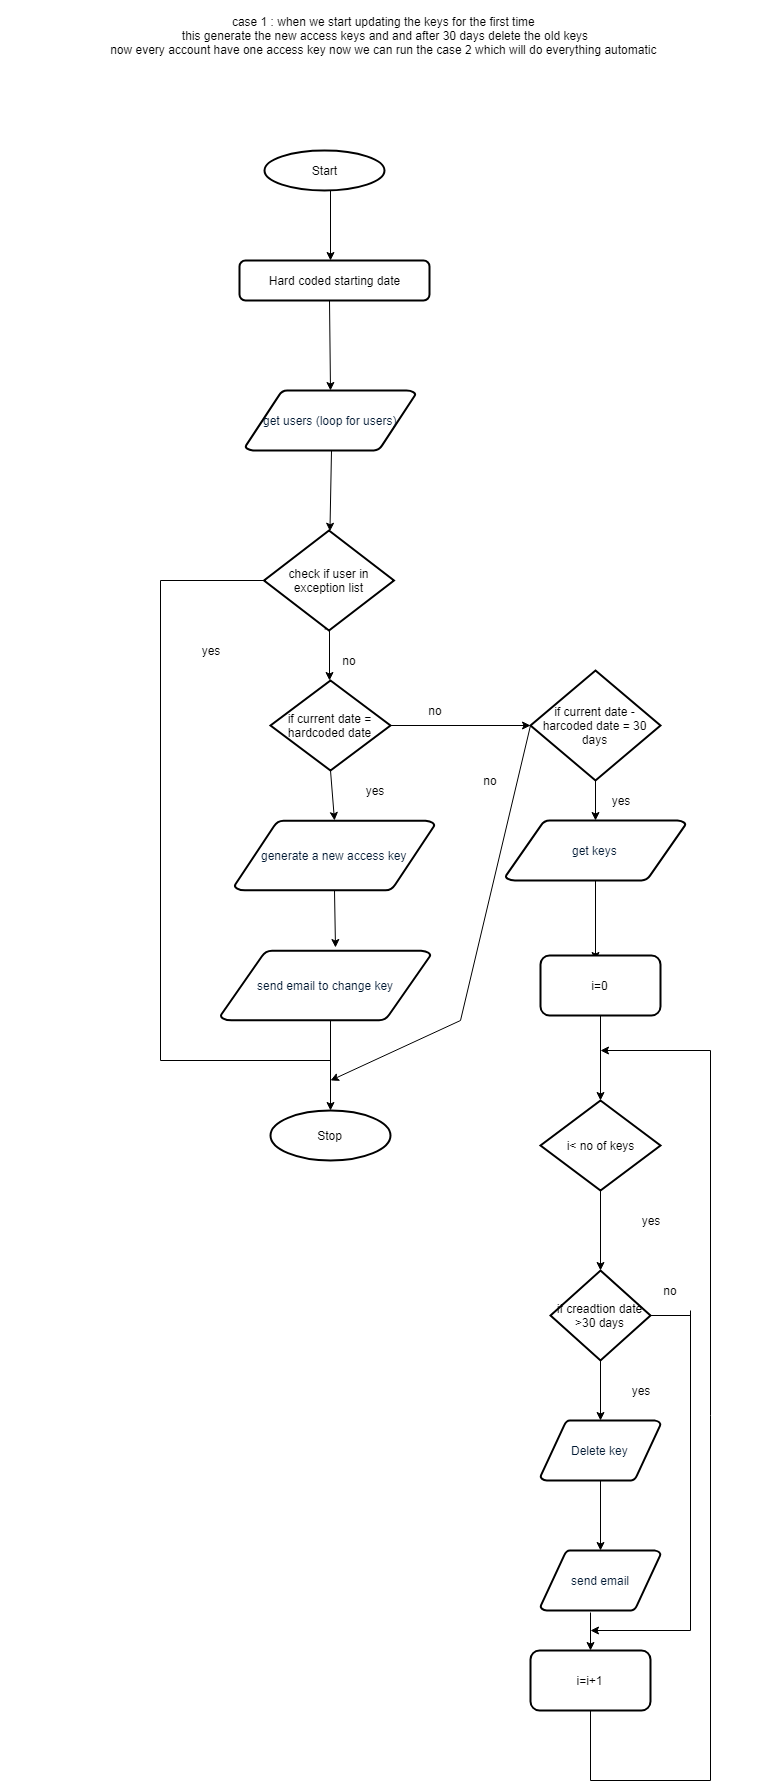 case 1 : when we start updating the keys for the first time
this generate the new access keys and and after 30 days delete the old keys
now every account have one access key now we can run the case 2 which will do everything automatic
Start
Hard coded starting date
get users (loop for users)
check if user in
exception list
yes
no
if current date =
hardcoded date
no
if current date -
harcoded date = 30
days
yes
no
yes
generate a new access key
get keys
send email to change key
i=0
Stop
i< no of keys
yes
no
if creadtion date
>30 days
yes
Delete key
send email
i=i+1